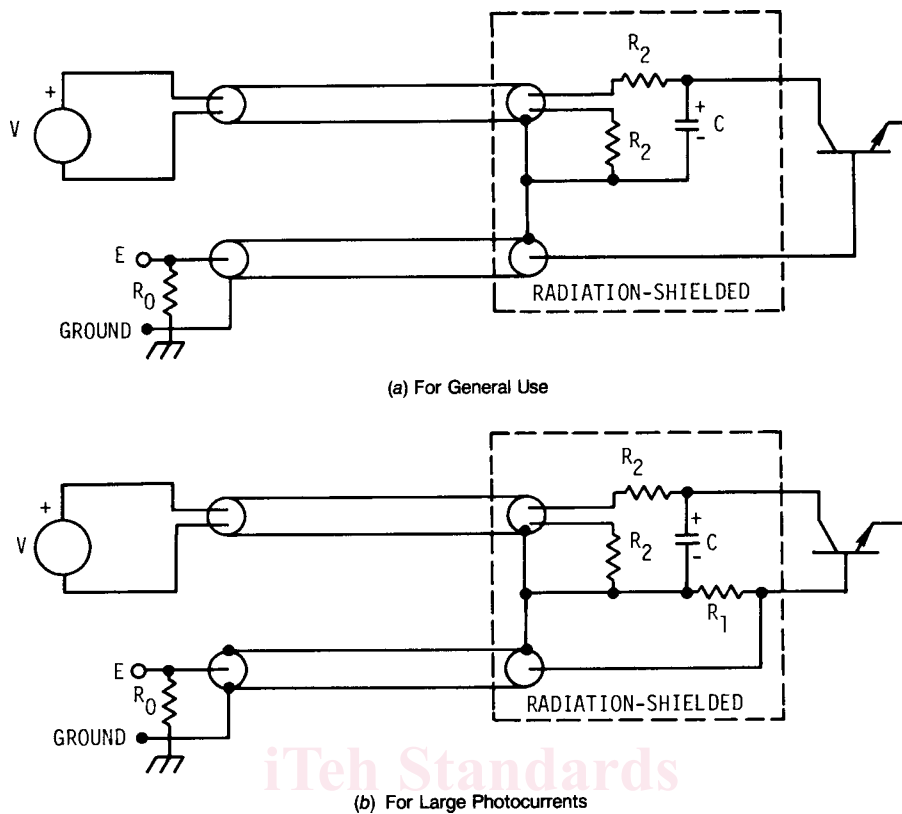 R2
+
V
+
C
-
R2
E
R0
RADIATION-SHIELDED
GROUND
(a) For General Use
R2
+
V
+
C
-
R2
R1
E
R0
RADIATION-SHIELDED
GROUND
iTeh Standards
(b) For Large Photocurrents